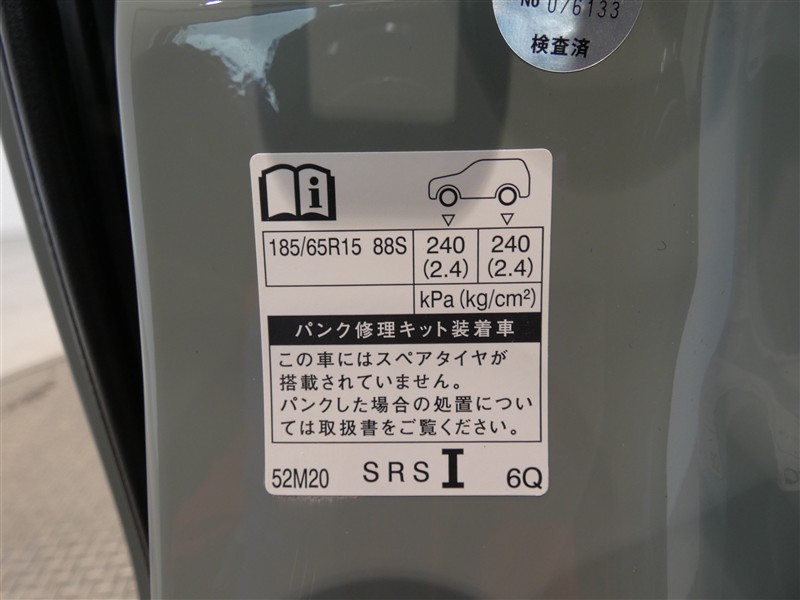 No 076133
検査済
185/65R15 88S 240 (2.4) 240 (2.4)
kPa (kg/cm²)
パンク修理キット装着車
この車にはスペアタイヤが
搭載されていません。
パンクした場合の処置につい
ては取扱書をご覧ください。
52M20 SRS I 6Q